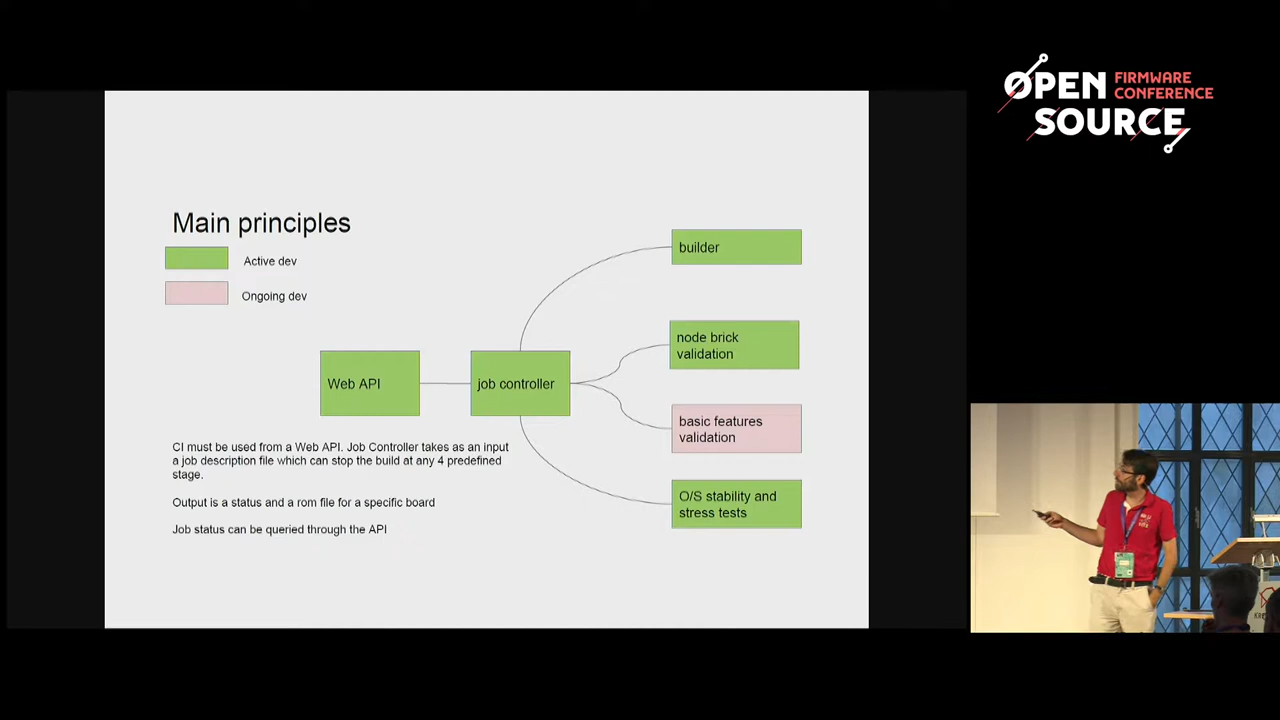 OPEN FIRMWARE
CONFERENCE
SOURCE
Main principles
Active dev
Ongoing dev
builder
node brick
validation
Web API
job controller
basic features
validation
CI must be used from a Web API. Job Controller takes as an input
a job description file which can stop the build at any 4 predefined
stage.
O/S stability and
stress tests
Output is a status and a rom file for a specific board
Job status can be queried through the API